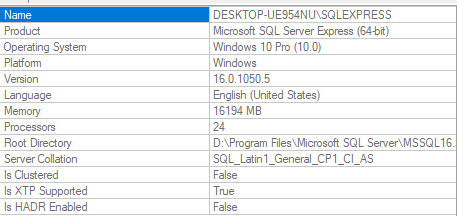 Name DESKTOP-UE954NU\SQLEXPRESS
Product Microsoft SQL Server Express (64-bit)
Operating System Windows 10 Pro (10.0)
Platform Windows
Version 16.0.1050.5
Language English (United States)
Memory 16194 MB
Processors 24
Root Directory D:\Program Files\Microsoft SQL Server\MSSQL16.
Server Collation SQL_Latin1_General_CP1_CI_AS
Is Clustered False
Is XTP Supported True
Is HADR Enabled False